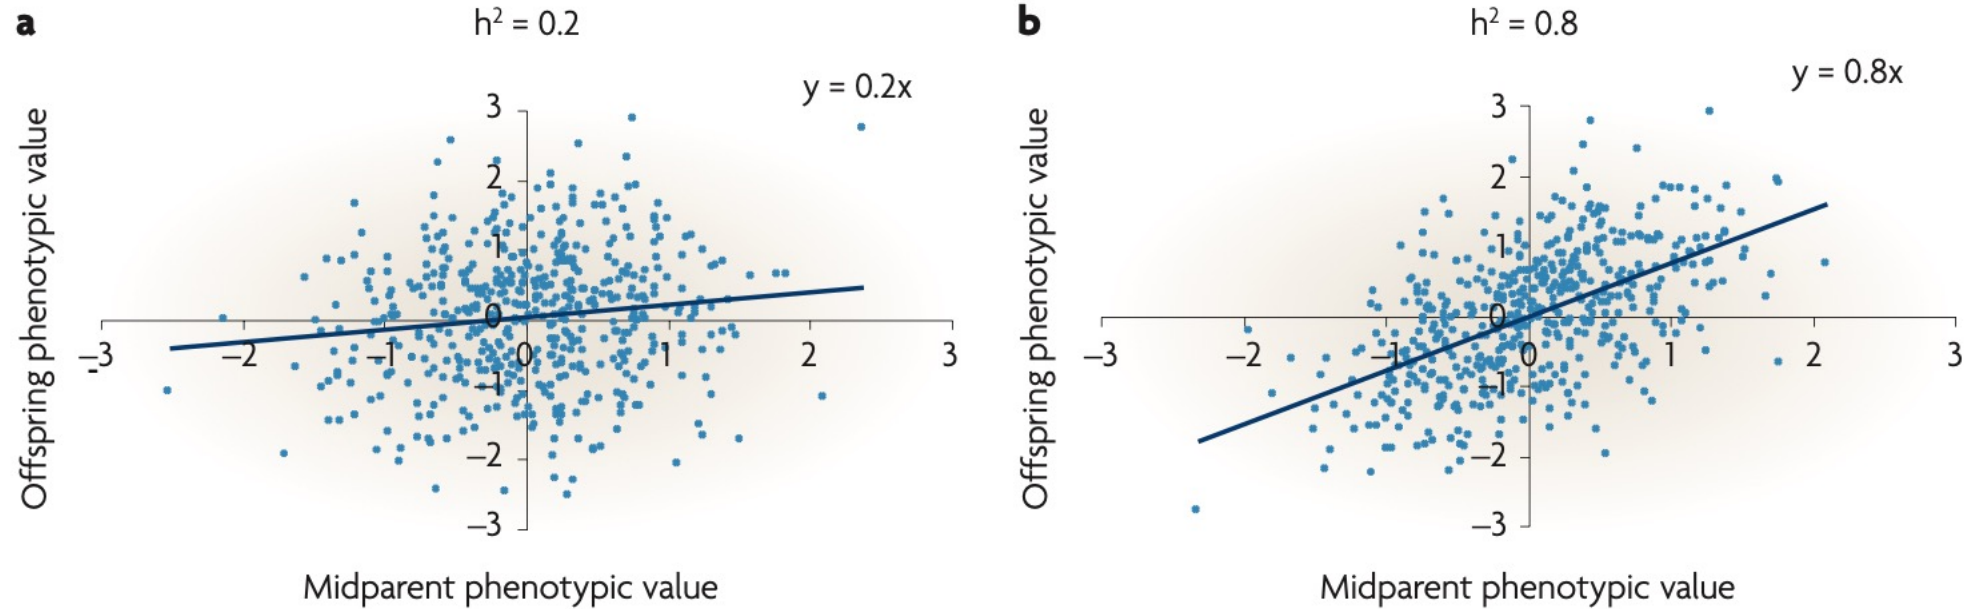 a
h² = 0.2
y = 0.2x
Offspring phenotypic value
3
2
1
0
–1
–2
–3
–3
–2
–1
0
1
2
3
Midparent phenotypic value
b
h² = 0.8
y = 0.8x
Offspring phenotypic value
3
2
1
0
–1
–2
–3
–3
–2
–1
0
1
2
3
Midparent phenotypic value